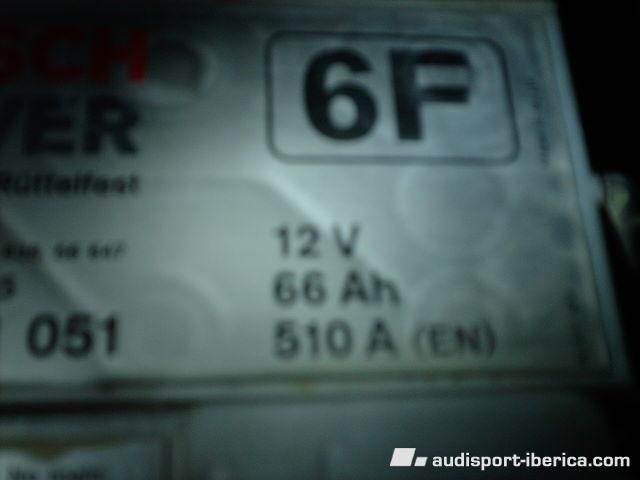 SCH
6F
VER
Rüttelfest
12 V
66 Ah
051
510 A (EN)
audisport-iberica.com